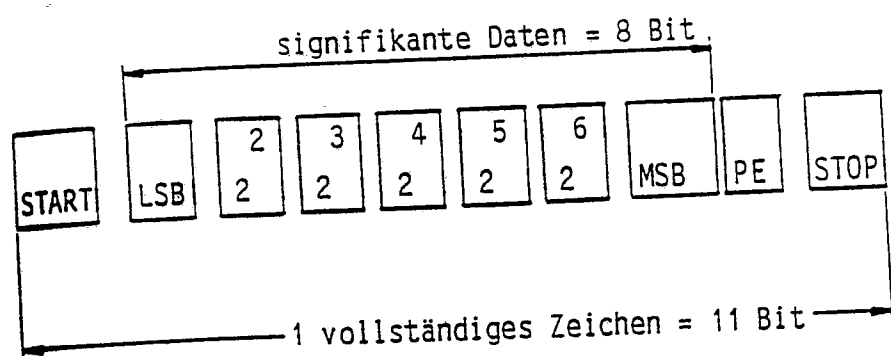 signifikante Daten = 8 Bit
2 3 4 5 6
START LSB 2 2 2 2 2 MSB PE STOP
1 vollständiges Zeichen = 11 Bit